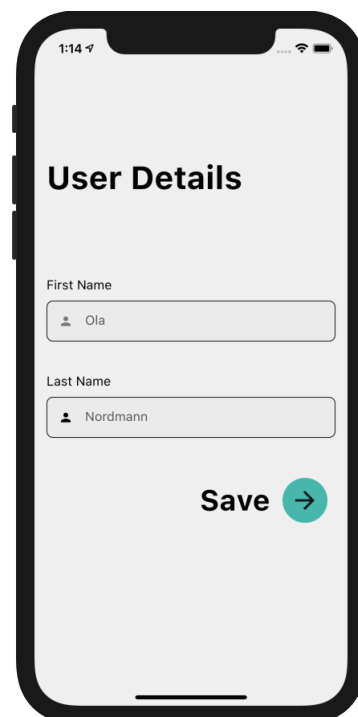 1:14
User Details
First Name
Ola
Last Name
Nordmann
Save